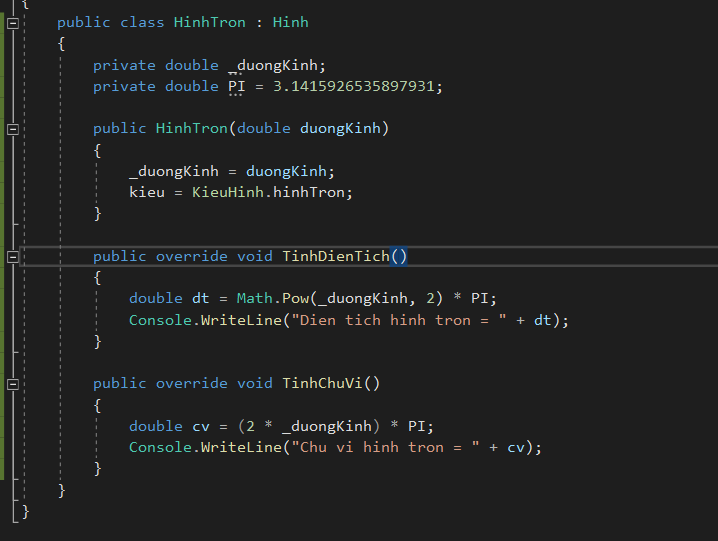 {
public class HinhTron : Hinh
{
private double _duongKinh;
private double PI = 3.1415926535897931;
public HinhTron(double duongKinh)
{
_duongKinh = duongKinh;
kieu = KieuHinh.hinhTron;
}
public override void TinhDienTich()
{
double dt = Math.Pow(_duongKinh, 2) * PI;
Console.WriteLine("Dien tich hinh tron = " + dt);
}
public override void TinhChuVi()
{
double cv = (2 * _duongKinh) * PI;
Console.WriteLine("Chu vi hinh tron = " + cv);
}
}
}